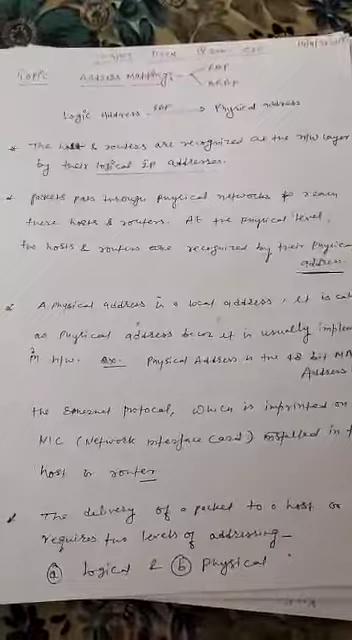 Topic Address Mapping ARP
RARP
Logic Address ARP Physical address
* The host & routers are recognized at the N/W layer
by their logical IP addresses.
* Packets pass through physical networks to reach
these hosts & routers. At the physical level,
the hosts & routers are recognized by their Physical
address.
* A Physical address is a local address, it is cal
as Physical address becoz it is usually implem
in H/w. Ex. Physical Address is the 48 bit MA
Address
the Ethernet Protocol, which is imprinted on
NIC (Network Interface Card) installed in t
host or router
* The delivery of a packet to a host or
requires two levels of addressing—
(a) Logical & (b) Physical